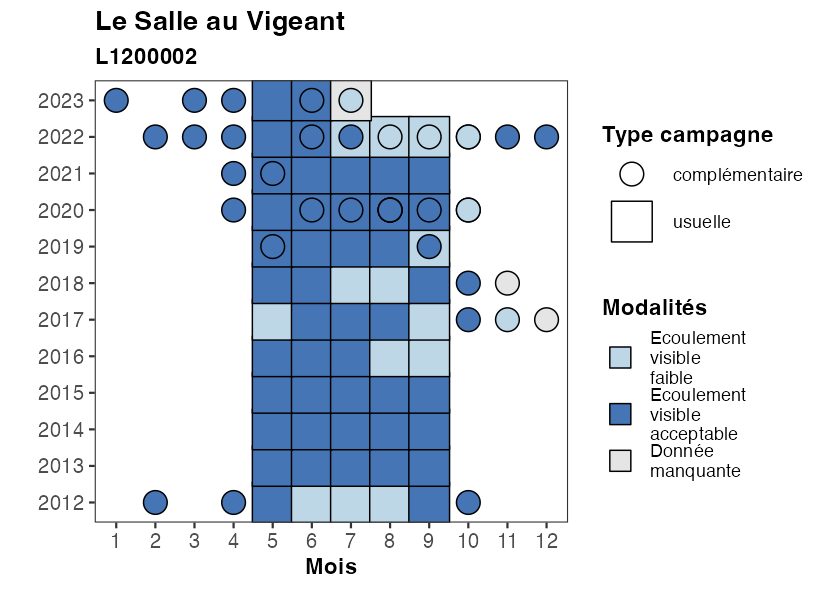 Le Salle au Vigeant
L1200002
2023
2022
2021
2020
2019
2018
2017
2016
2015
2014
2013
2012
1 2 3 4 5 6 7 8 9 10 11 12
Mois
Type campagne
complémentaire
usuelle
Modalités
Ecoulement
visible
faible
Ecoulement
visible
acceptable
Donnée
manquante